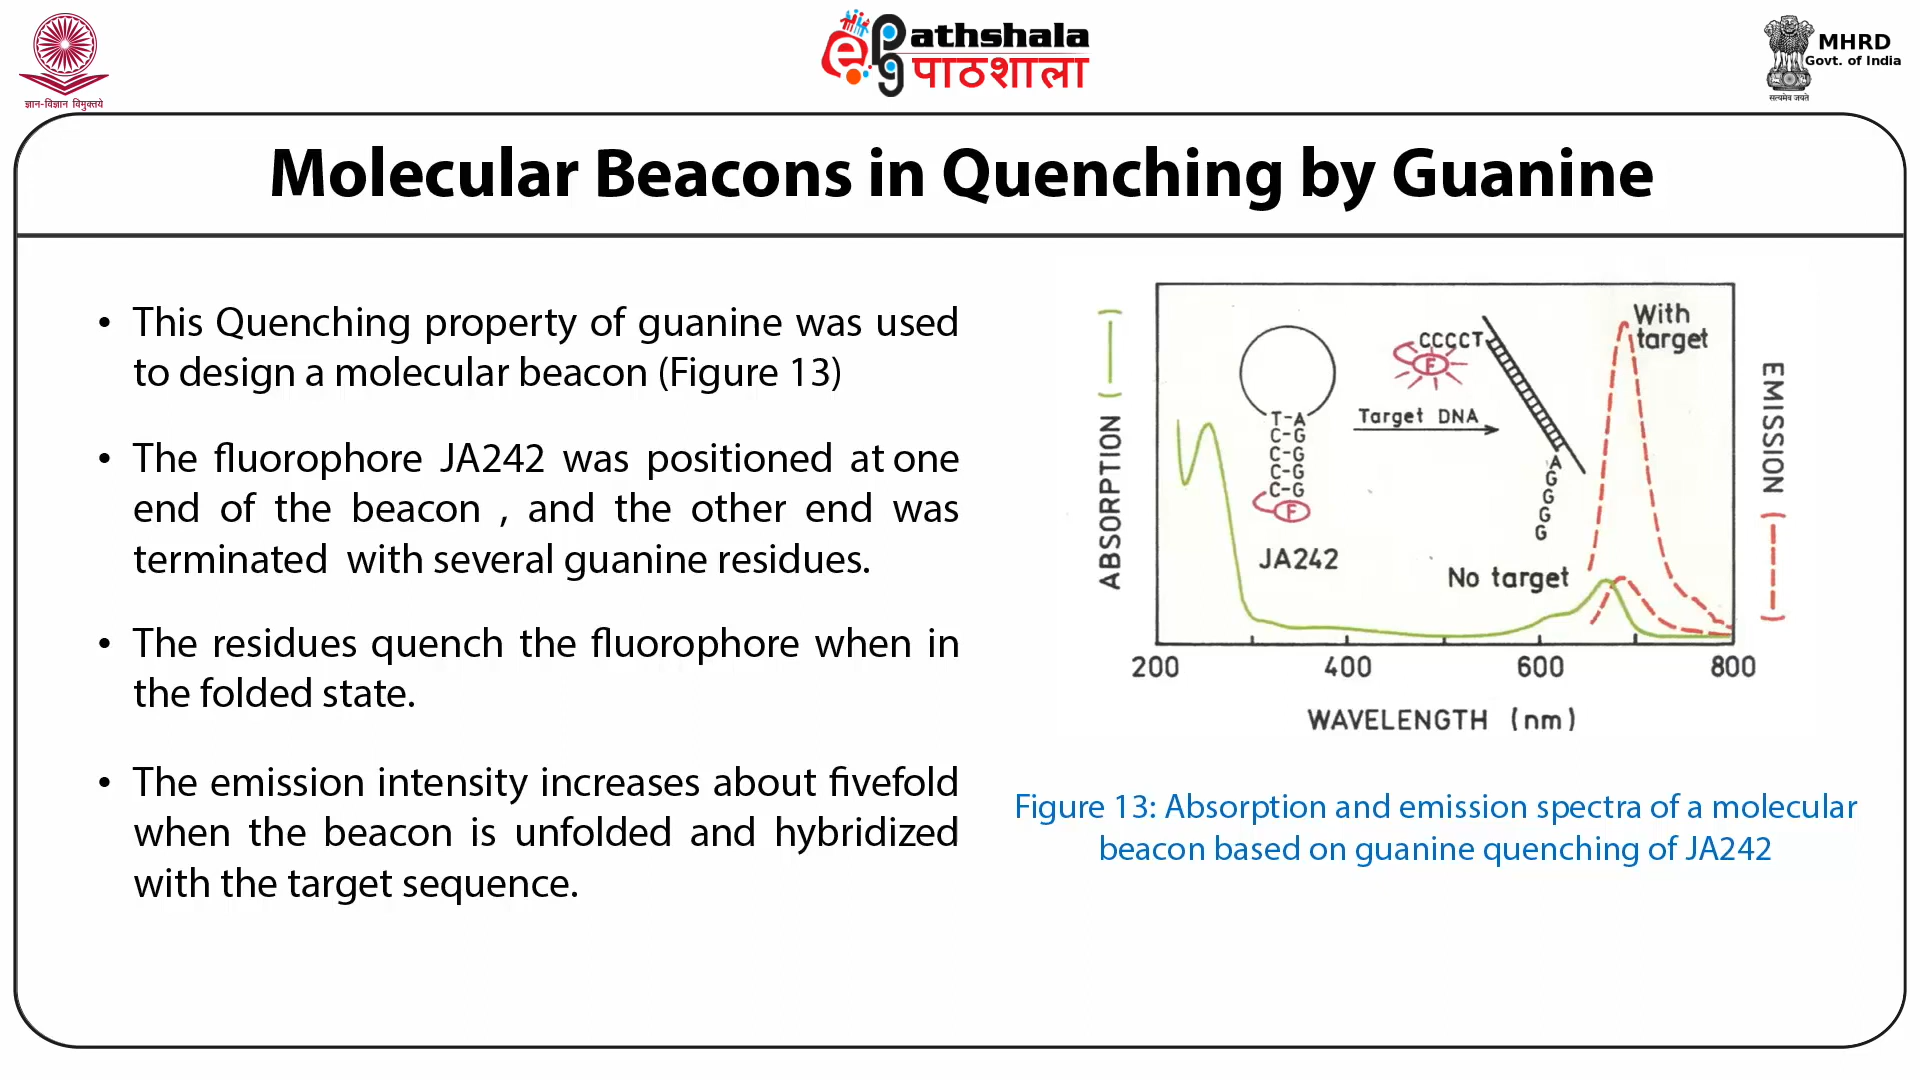 ज्ञान-विज्ञान विमुक्तये
ePathshala
पाठशाला
MHRD
Govt. of India
सत्यमेव जयते
Molecular Beacons in Quenching by Guanine
• This Quenching property of guanine was used
to design a molecular beacon (Figure 13)
• The fluorophore JA242 was positioned at one
end of the beacon , and the other end was
terminated with several guanine residues.
• The residues quench the fluorophore when in
the folded state.
• The emission intensity increases about fivefold
when the beacon is unfolded and hybridized
with the target sequence.
ABSORPTION (—)
T-A
C-G
C-G
C-G
C-G
F
JA242
Target DNA
CCCCT
F
A
G
G
G
G
With
target
No target
EMISSION (---)
200 400 600 800
WAVELENGTH (nm)
Figure 13: Absorption and emission spectra of a molecular
beacon based on guanine quenching of JA242